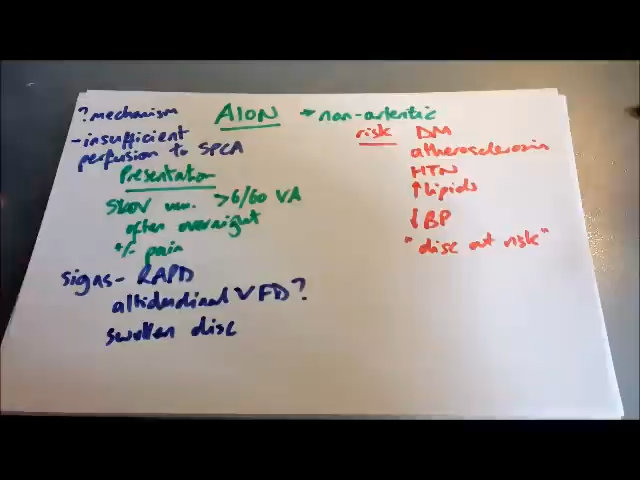 ? mechanism
AION → non-arteritic
- insufficient
perfusion to SPCA
Presentation
>6/60 VA
often overnight
+/- pain
signs - RAPD
altitudinal VFD?
swollen disc
risk DM
atherosclerosis
HTN
↑lipids
↓BP
"disc at risk"